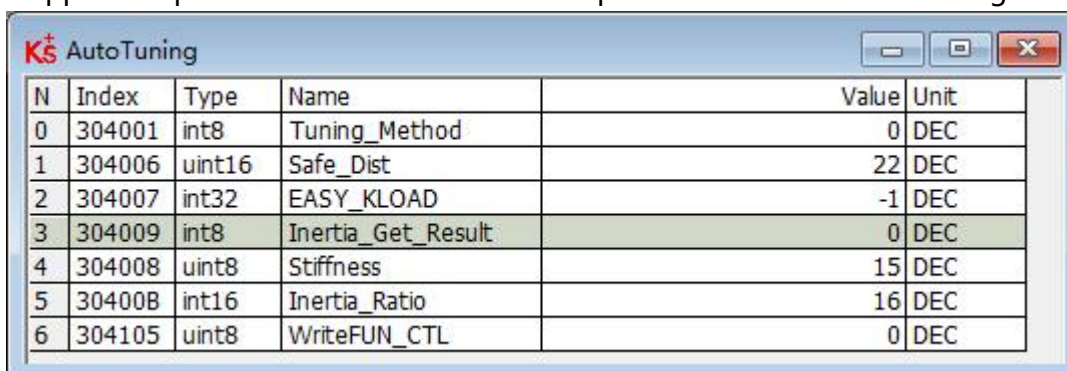 KS+ AutoTuning
N Index Type Name Value Unit
0 304001 int8 Tuning_Method 0 DEC
1 304006 uint16 Safe_Dist 22 DEC
2 304007 int32 EASY_KLOAD -1 DEC
3 304009 int8 Inertia_Get_Result 0 DEC
4 304008 uint8 Stiffness 15 DEC
5 30400B int16 Inertia_Ratio 16 DEC
6 304105 uint8 WriteFUN_CTL 0 DEC